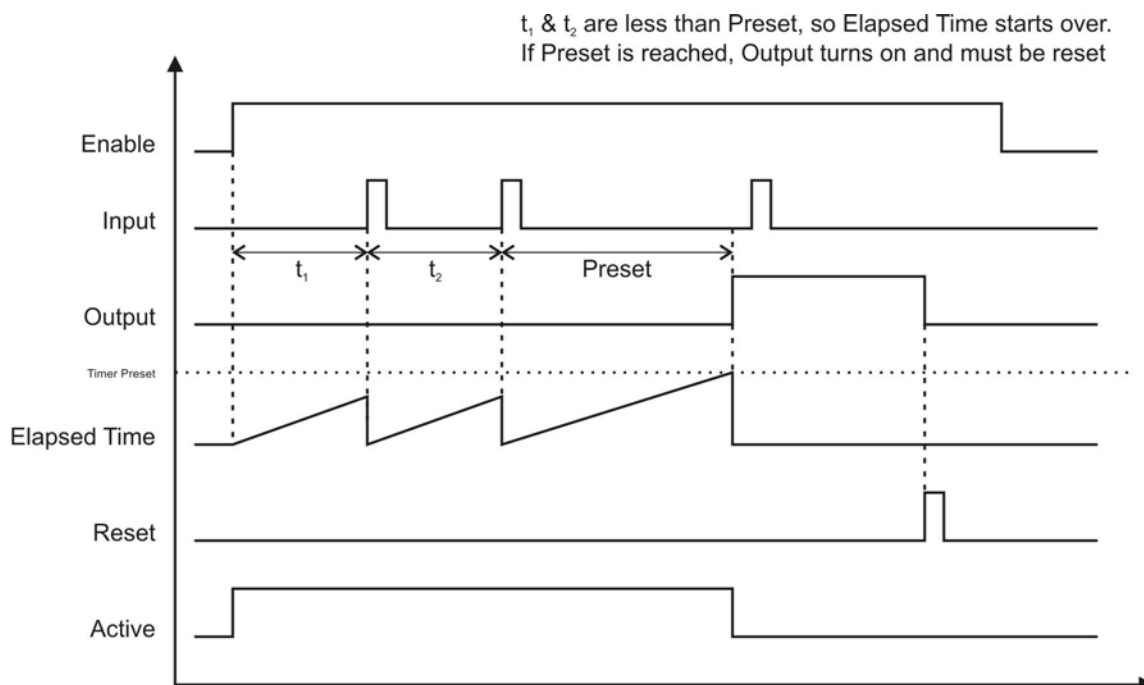 t₁ & t₂ are less than Preset, so Elapsed Time starts over.
If Preset is reached, Output turns on and must be reset
Enable
Input
t₁
t₂
Preset
Output
Timer Preset
Elapsed Time
Reset
Active